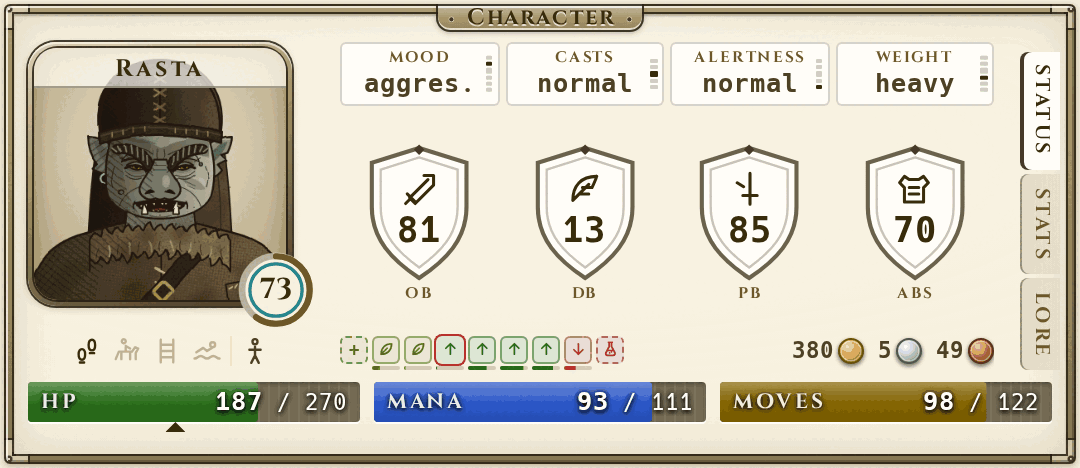 CHARACTER
RASTA
73
MOOD
aggres.
CASTS
normal
ALERTNESS
normal
WEIGHT
heavy
81
OB
13
DB
85
PB
70
ABS
380 5 49
HP 187 / 270
MANA 93 / 111
MOVES 98 / 122
STATUS
STATS
LORE